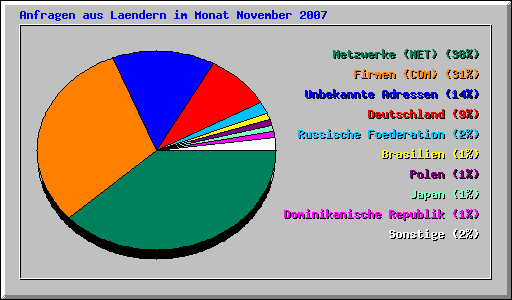 Anfragen aus Laendern im Monat November 2007
Netzwerke (NET) (38%)
Firmen (COM) (31%)
Unbekannte Adressen (14%)
Deutschland (9%)
Russische Foederation (2%)
Brasilien (1%)
Polen (1%)
Japan (1%)
Dominikanische Republik (1%)
Sonstige (2%)